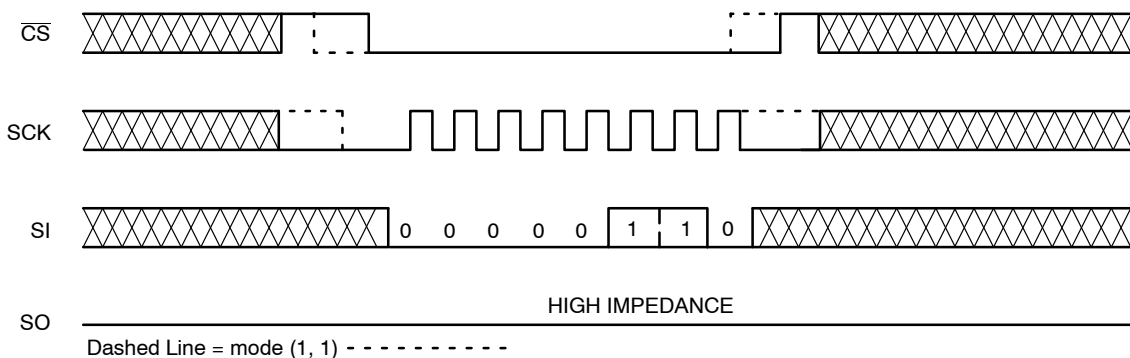 CS
SCK
SI
0 0 0 0 0 1 1 0
HIGH IMPEDANCE
SO
Dashed Line = mode (1, 1)